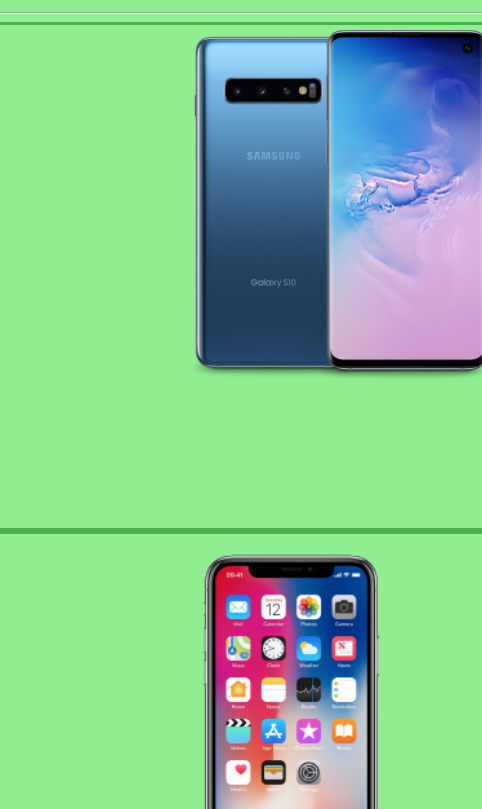 SAMSUNG
Galaxy S10
09:41
Tuesday
12
Mail
Calendar
Photos
Camera
Maps
Clock
Weather
News
Home
Notes
Stocks
Reminders
Videos
App Store
iTunes Store
iBooks
Health
Wallet
Settings